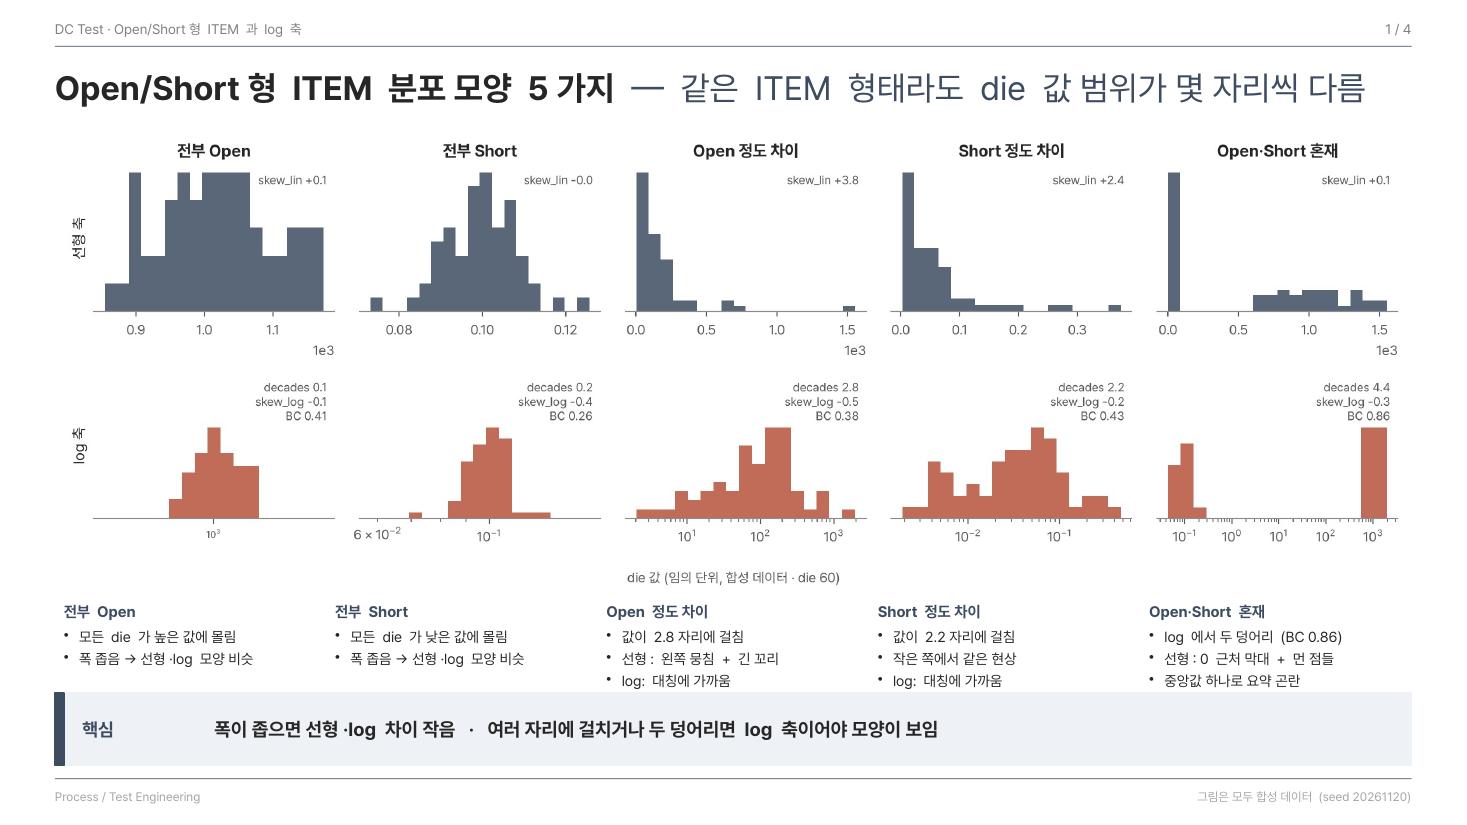 DC Test · Open/Short 형 ITEM 과 log 축
1 / 4
Open/Short 형 ITEM 분포 모양 5 가지 — 같은 ITEM 형태라도 die 값 범위가 몇 자리씩 다름
전부 Open
전부 Short
Open 정도 차이
Short 정도 차이
Open·Short 혼재
선형 축
skew_lin +0.1
skew_lin -0.0
skew_lin +3.8
skew_lin +2.4
skew_lin +0.1
0.9 1.0 1.1
1e3
0.08 0.10 0.12
0.0 0.5 1.0 1.5
1e3
0.0 0.1 0.2 0.3
0.0 0.5 1.0 1.5
1e3
log 축
decades 0.1
skew_log -0.1
BC 0.41
decades 0.2
skew_log -0.4
BC 0.26
decades 2.8
skew_log -0.5
BC 0.38
decades 2.2
skew_log -0.2
BC 0.43
decades 4.4
skew_log -0.3
BC 0.86
10³
6 × 10⁻² 10⁻¹
10¹ 10² 10³
10⁻² 10⁻¹
10⁻¹ 10⁰ 10¹ 10² 10³
die 값 (임의 단위, 합성 데이터 · die 60)
전부 Open
• 모든 die 가 높은 값에 몰림
• 폭 좁음 → 선형 ·log 모양 비슷
전부 Short
• 모든 die 가 낮은 값에 몰림
• 폭 좁음 → 선형 ·log 모양 비슷
Open 정도 차이
• 값이 2.8 자리에 걸침
• 선형 : 왼쪽 뭉침 + 긴 꼬리
• log: 대칭에 가까움
Short 정도 차이
• 값이 2.2 자리에 걸침
• 작은 쪽에서 같은 현상
• log: 대칭에 가까움
Open·Short 혼재
• log 에서 두 덩어리 (BC 0.86)
• 선형 : 0 근처 막대 + 먼 점들
• 중앙값 하나로 요약 곤란
핵심
폭이 좁으면 선형 ·log 차이 작음 · 여러 자리에 걸치거나 두 덩어리면 log 축이어야 모양이 보임
Process / Test Engineering
그림은 모두 합성 데이터 (seed 20261120)